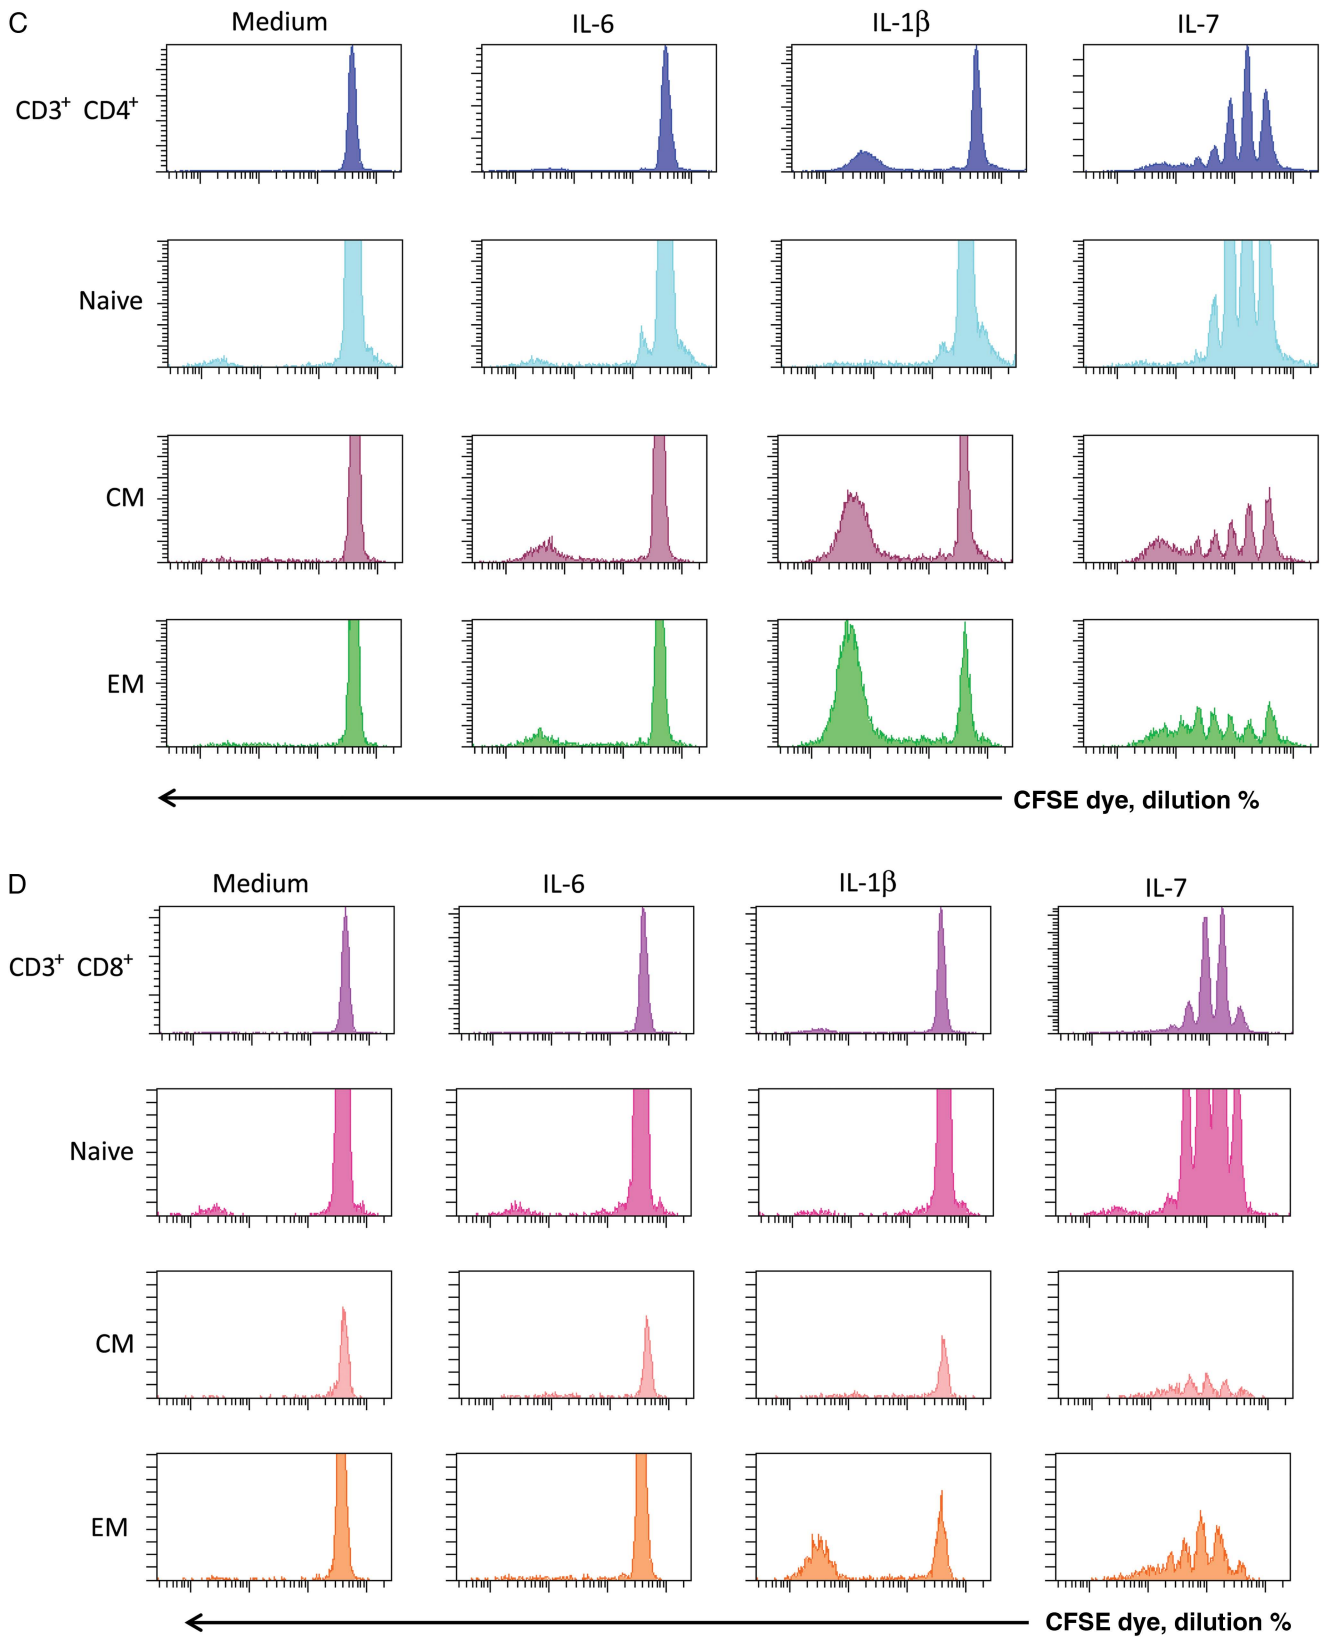 C
Medium IL-6 IL-1β IL-7
CD3⁺ CD4⁺
Naive
CM
EM
CFSE dye, dilution %
D
Medium IL-6 IL-1β IL-7
CD3⁺ CD8⁺
Naive
CM
EM
CFSE dye, dilution %